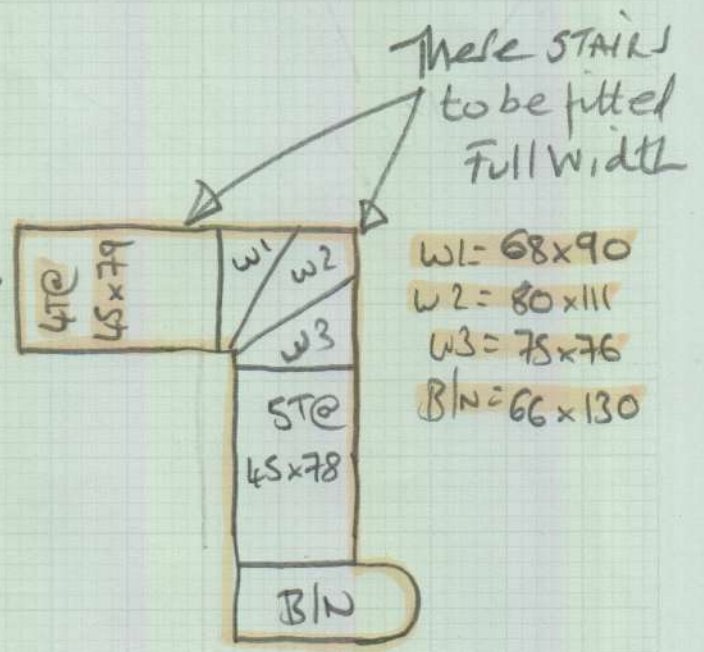 These STAIRS
to be fitted
Full Width
4T@
45x79
W1
W2
W3
W1= 68x90
W2= 80x111
W3= 75x76
B/N= 66x130
5T@
45x78
B/N